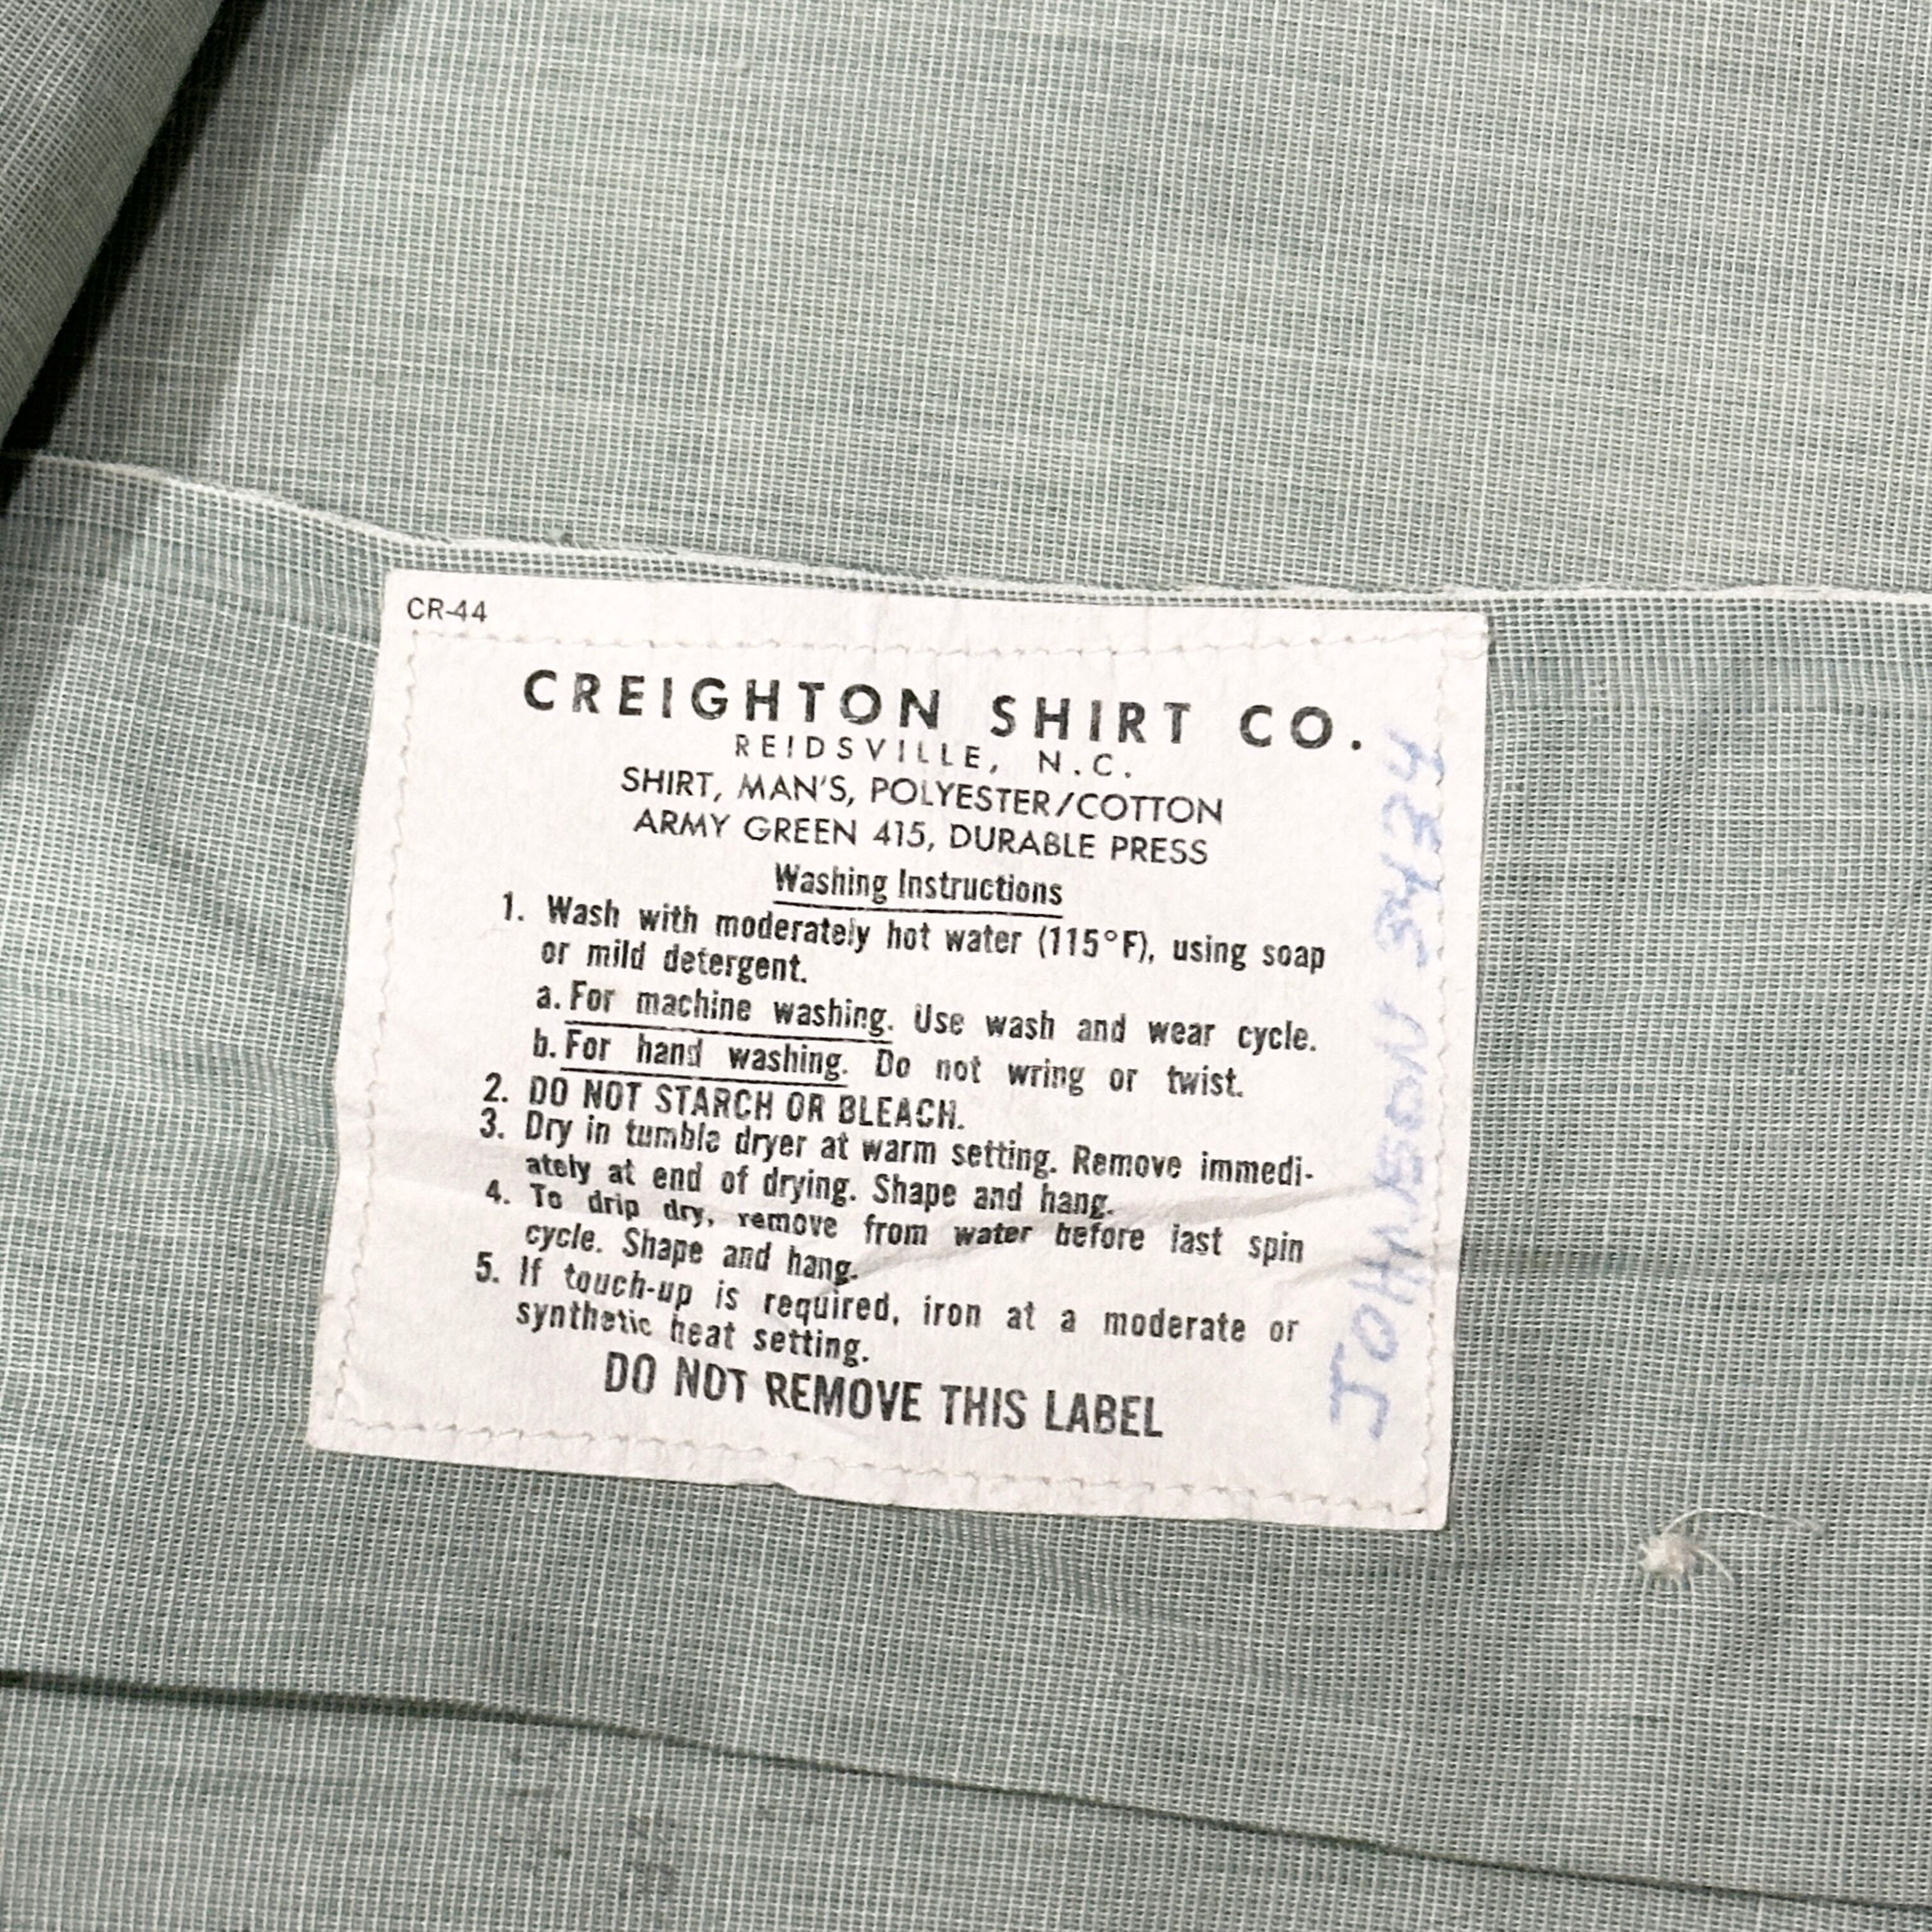 CR-44
CREIGHTON SHIRT CO.
REIDSVILLE, N.C.
SHIRT, MAN'S, POLYESTER/COTTON
ARMY GREEN 415, DURABLE PRESS
Washing Instructions
1. Wash with moderately hot water (115°F), using soap
or mild detergent.
a. For machine washing. Use wash and wear cycle.
b. For hand washing. Do not wring or twist.
2. DO NOT STARCH OR BLEACH.
3. Dry in tumble dryer at warm setting. Remove immedi-
ately at end of drying. Shape and hang.
4. To drip dry, remove from water before last spin
cycle. Shape and hang.
5. If touch-up is required, iron at a moderate or
synthetic heat setting.
DO NOT REMOVE THIS LABEL
JOHNSON 3434